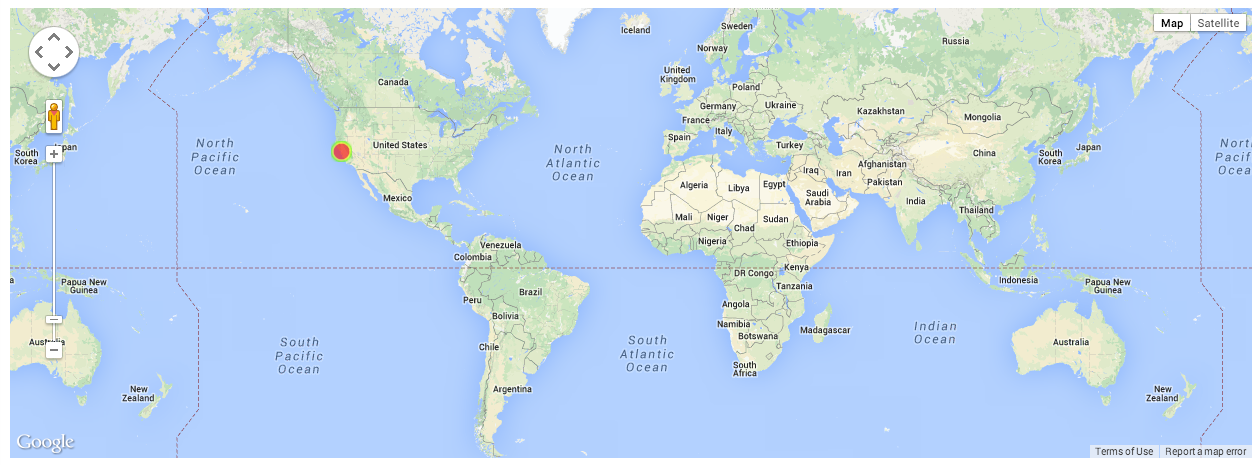 Map
Satellite
Iceland
Sweden
Norway
Russia
Canada
United
Kingdom
Poland
Germany
Ukraine
France
Kazakhstan
Mongolia
Italy
Spain
Turkey
United States
North
Pacific
Ocean
North
Atlantic
Ocean
South
Korea
Japan
China
South
Korea
Japan
Iraq
Iran
Afghanistan
Pakistan
Algeria
Libya
Egypt
Saudi
Arabia
India
Mexico
Mali
Niger
Chad
Sudan
Thailand
Nigeria
Ethiopia
Venezuela
Colombia
DR Congo
Kenya
Tanzania
Indonesia
Papua New
Guinea
Papua New
Guinea
Peru
Brazil
Bolivia
Angola
Namibia
Botswana
Madagascar
Indian
Ocean
Australia
Australia
South
Pacific
Ocean
South
Atlantic
Ocean
Chile
South
Africa
Argentina
New
Zealand
New
Zealand
Google
Terms of Use
Report a map error